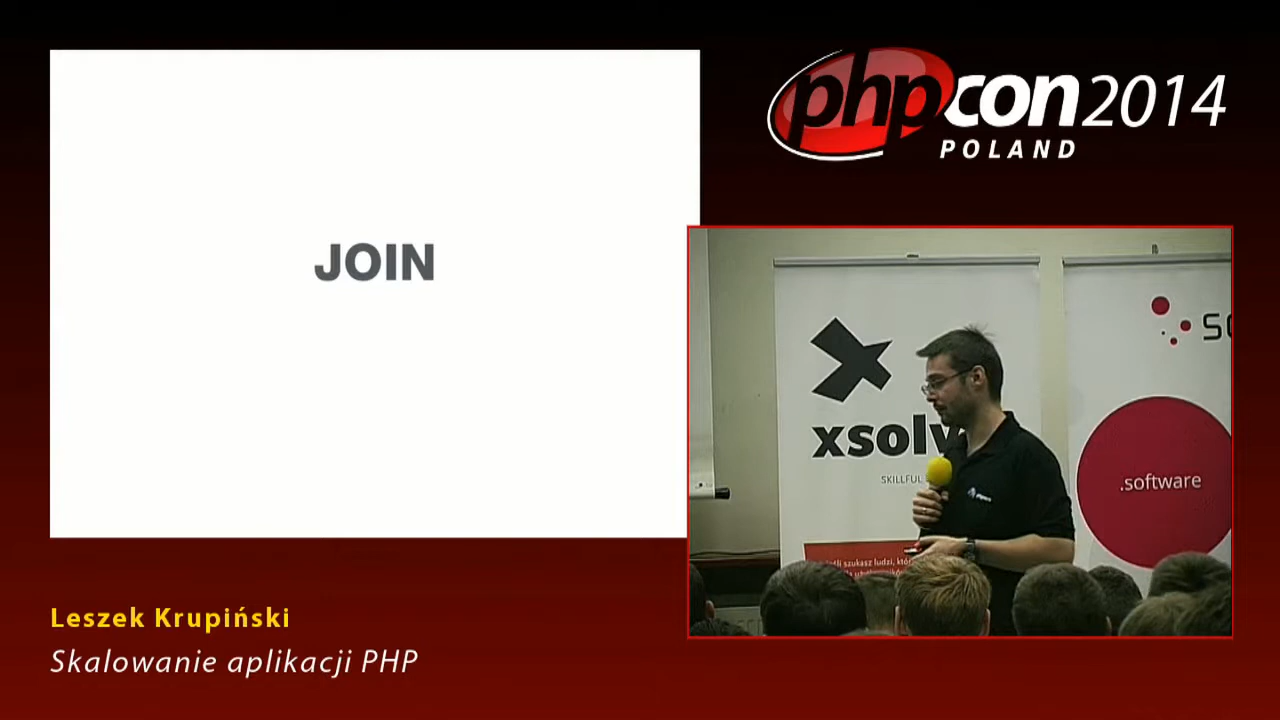 JOIN
phpcon2014
POLAND
xsolv
SKILLFUL
.software
Leszek Krupiński
Skalowanie aplikacji PHP